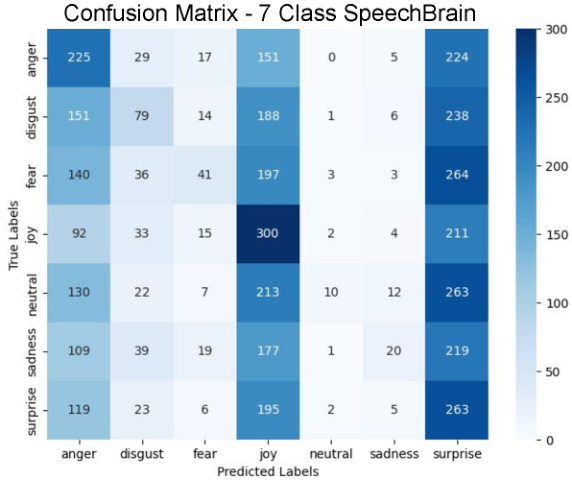 Confusion Matrix - 7 Class SpeechBrain
True Labels
anger 225 29 17 151 0 5 224
disgust 151 79 14 188 1 6 238
fear 140 36 41 197 3 3 264
joy 92 33 15 300 2 4 211
neutral 130 22 7 213 10 12 263
sadness 109 39 19 177 1 20 219
surprise 119 23 6 195 2 5 263
anger disgust fear joy neutral sadness surprise
Predicted Labels
300
250
200
150
100
50
0